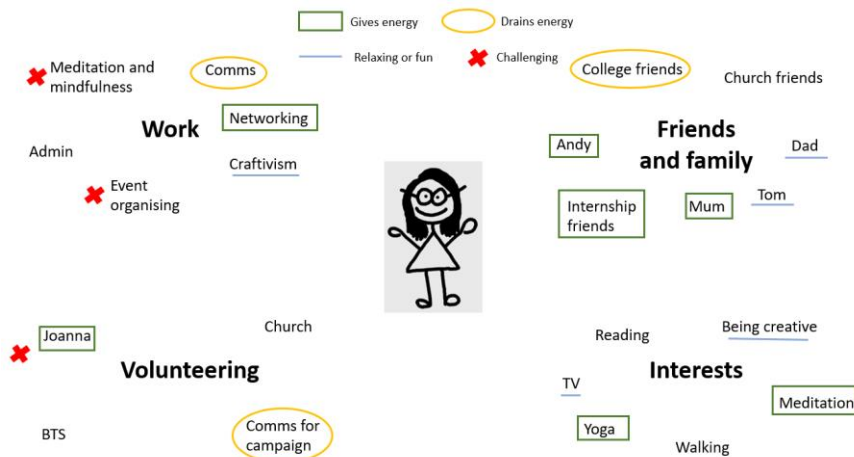 Gives energy
Drains energy
Relaxing or fun
Challenging
Meditation and
mindfulness
Comms
Networking
Work
Admin
Craftivism
Event
organising
College friends
Church friends
Friends
and family
Andy
Dad
Internship
friends
Mum
Tom
Joanna
Church
Volunteering
BTS
Comms for
campaign
Reading
Being creative
Interests
TV
Meditation
Yoga
Walking